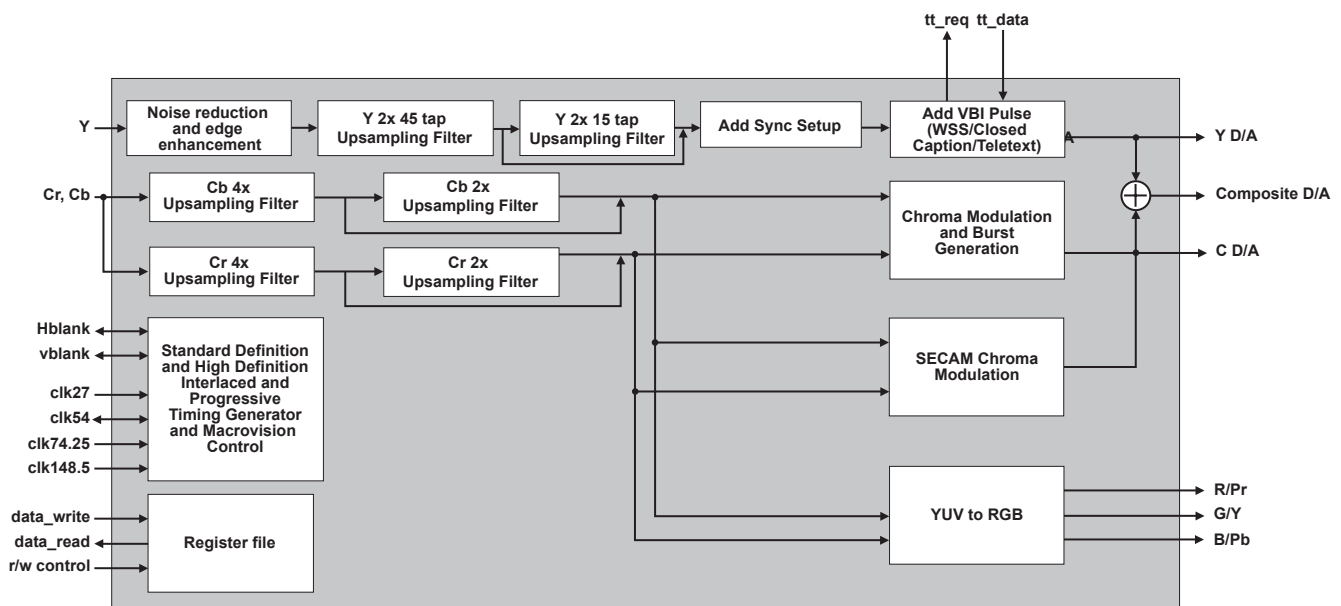 tt_req tt_data
Y
Noise reduction
and edge
enhancement
Y 2x 45 tap
Upsampling Filter
Y 2x 15 tap
Upsampling Filter
Add Sync Setup
Add VBI Pulse
(WSS/Closed
Caption/Teletext)
A
Y D/A
Cr, Cb
Cb 4x
Upsampling Filter
Cb 2x
Upsampling Filter
Chroma Modulation
and Burst
Generation
Composite D/A
C D/A
Cr 4x
Upsampling Filter
Cr 2x
Upsampling Filter
Hblank
vblank
clk27
clk54
clk74.25
clk148.5
Standard Definition
and High Definition
Interlaced and
Progressive
Timing Generator
and Macrovision
Control
SECAM Chroma
Modulation
data_write
data_read
r/w control
Register file
YUV to RGB
R/Pr
G/Y
B/Pb